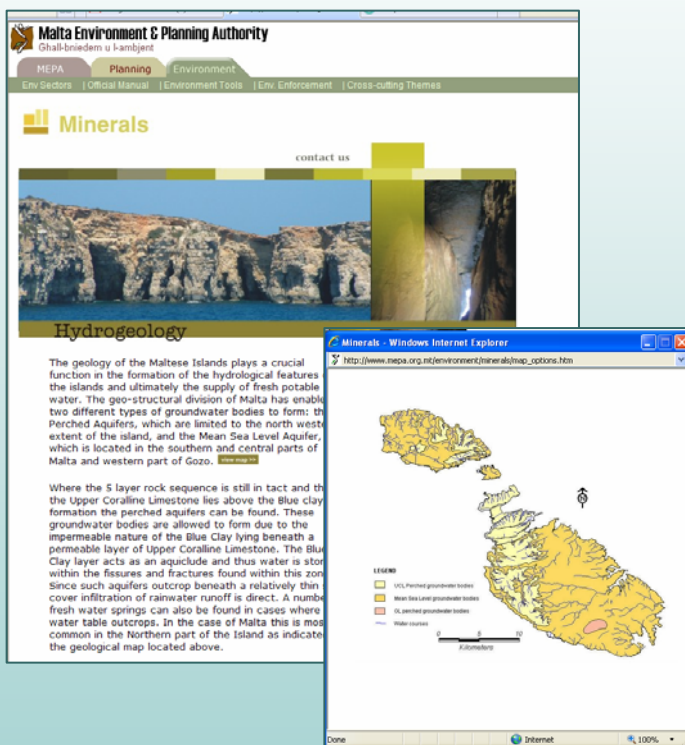 Malta Environment & Planning Authority
Għall-bniedem u l-ambjent
MEPA Planning Environment
Env Sectors | Official Manual | Environment Tools | Env. Enforcement | Cross-cutting Themes
Minerals
contact us
Hydrogeology
The geology of the Maltese Islands plays a crucial
function in the formation of the hydrological features
the islands and ultimately the supply of fresh potable
water. The geo-structural division of Malta has
two different types of groundwater bodies to form:
Perched Aquifers, which are limited to the north
extent of the island, and the Mean Sea Level Aquifer,
which is located in the southern and central parts of
Malta and western part of Gozo. view map >>
Where the 5 layer rock sequence is still in tact and
the Upper Coralline Limestone lies above the Blue clay
formation the perched aquifers can be found. These
groundwater bodies are allowed to form due to the
impermeable nature of the Blue Clay lying beneath a
permeable layer of Upper Coralline Limestone. The
Clay layer acts as an aquiclude and thus water is
within the fissures and fractures found within this
Since such aquifers outcrop beneath a relatively thin
cover infiltration of rainwater runoff is direct. A
fresh water springs can also be found in cases where
water table outcrops. In the case of Malta this is
common in the Northern part of the Island as
the geological map located above.
Minerals - Windows Internet Explorer
http://www.mepa.org.mt/environment/minerals/map_options.htm
N
LEGEND
UCL Perched groundwater bodies
Mean Sea Level groundwater bodies
OL perched groundwater bodies
Water courses
0 5 10
Kilometers
Done Internet 100%